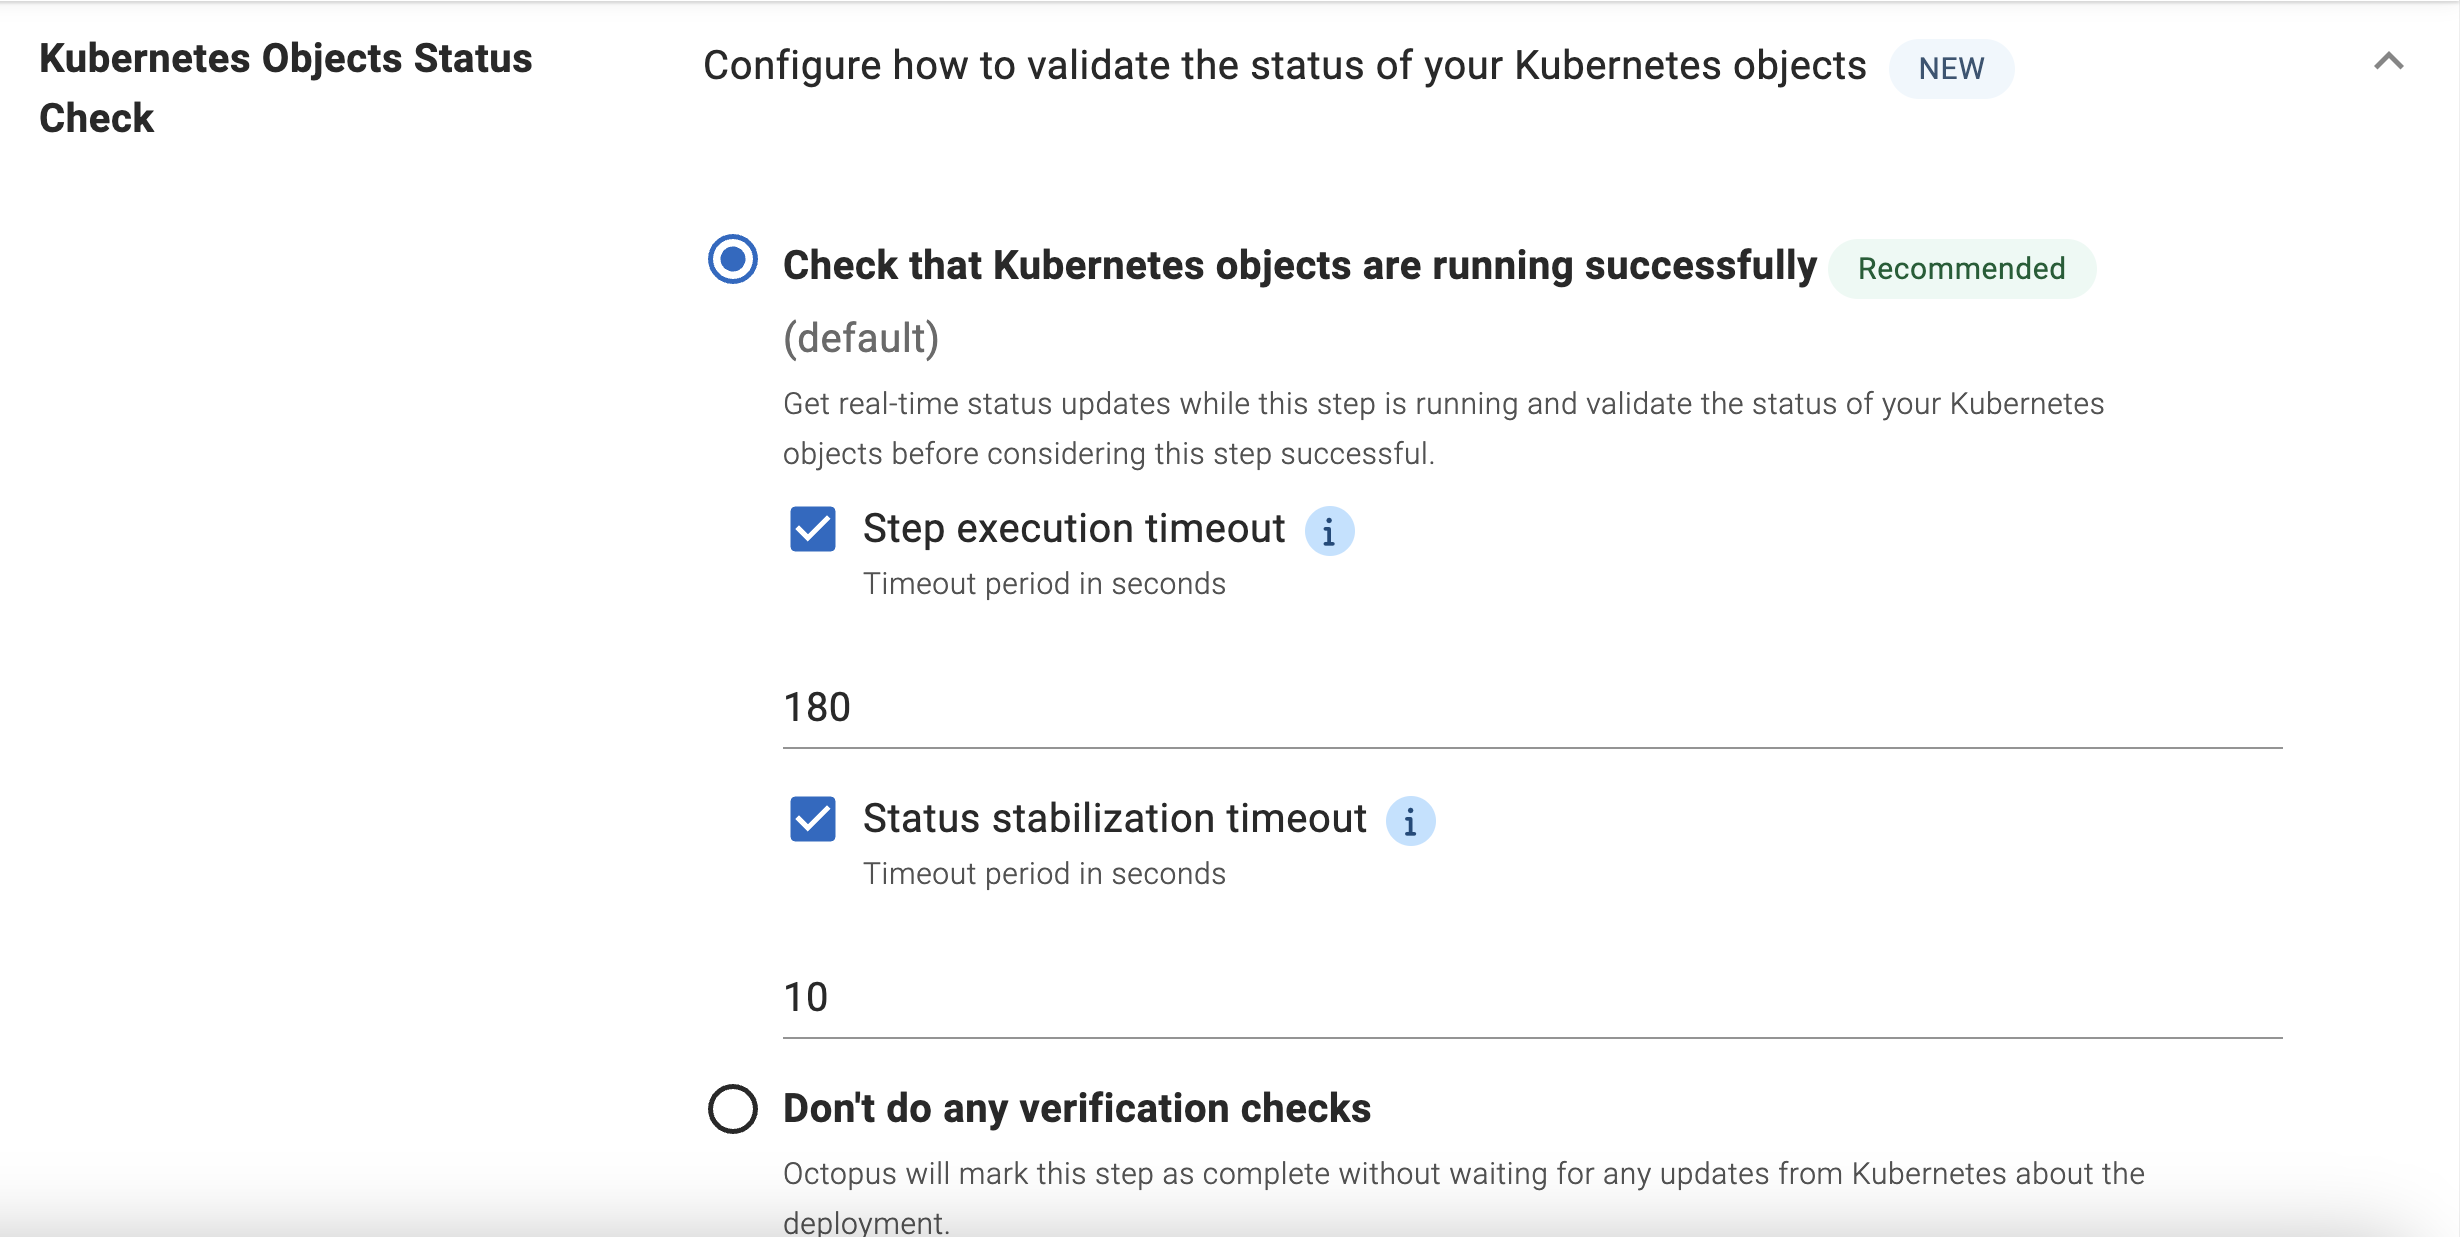 Kubernetes Objects Status
Check
Configure how to validate the status of your Kubernetes objects NEW
Check that Kubernetes objects are running successfully Recommended
(default)
Get real-time status updates while this step is running and validate the status of your Kubernetes
objects before considering this step successful.
Step execution timeout i
Timeout period in seconds
180
Status stabilization timeout i
Timeout period in seconds
10
Don't do any verification checks
Octopus will mark this step as complete without waiting for any updates from Kubernetes about the
deployment.